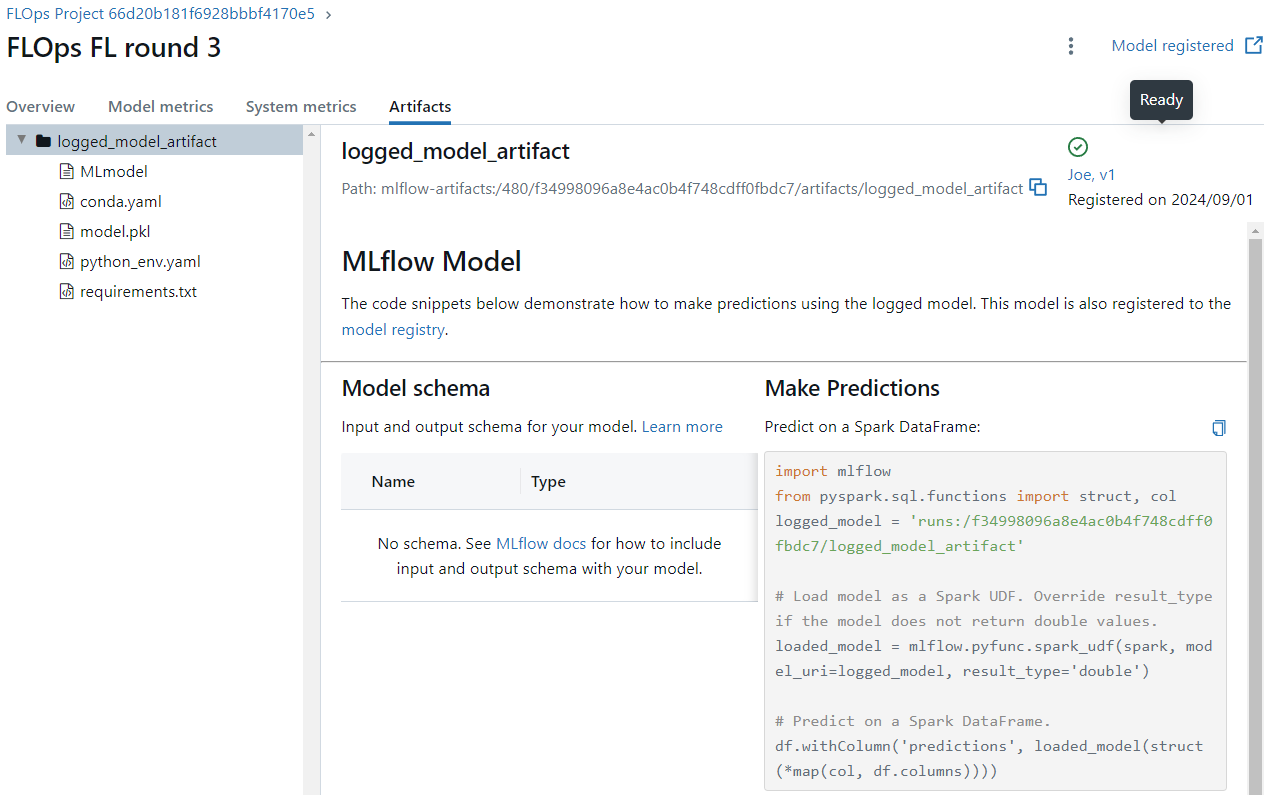 FLOps Project 66d20b181f6928bbbf4170e5 ›
FLOps FL round 3
Model registered
Overview
Model metrics
System metrics
Artifacts
Ready
logged_model_artifact
MLmodel
conda.yaml
model.pkl
python_env.yaml
requirements.txt
logged_model_artifact
Path: mlflow-artifacts:/480/f34998096a8e4ac0b4f748cdff0fbdc7/artifacts/logged_model_artifact
Joe, v1
Registered on 2024/09/01
MLflow Model
The code snippets below demonstrate how to make predictions using the logged model. This model is also registered to the
model registry.
Model schema
Input and output schema for your model. Learn more
Name
Type
No schema. See MLflow docs for how to include
input and output schema with your model.
Make Predictions
Predict on a Spark DataFrame:
import mlflow
from pyspark.sql.functions import struct, col
logged_model = 'runs:/f34998096a8e4ac0b4f748cdff0
fbdc7/logged_model_artifact'
# Load model as a Spark UDF. Override result_type
if the model does not return double values.
loaded_model = mlflow.pyfunc.spark_udf(spark, mod
el_uri=logged_model, result_type='double')
# Predict on a Spark DataFrame.
df.withColumn('predictions', loaded_model(struct
(*map(col, df.columns))))